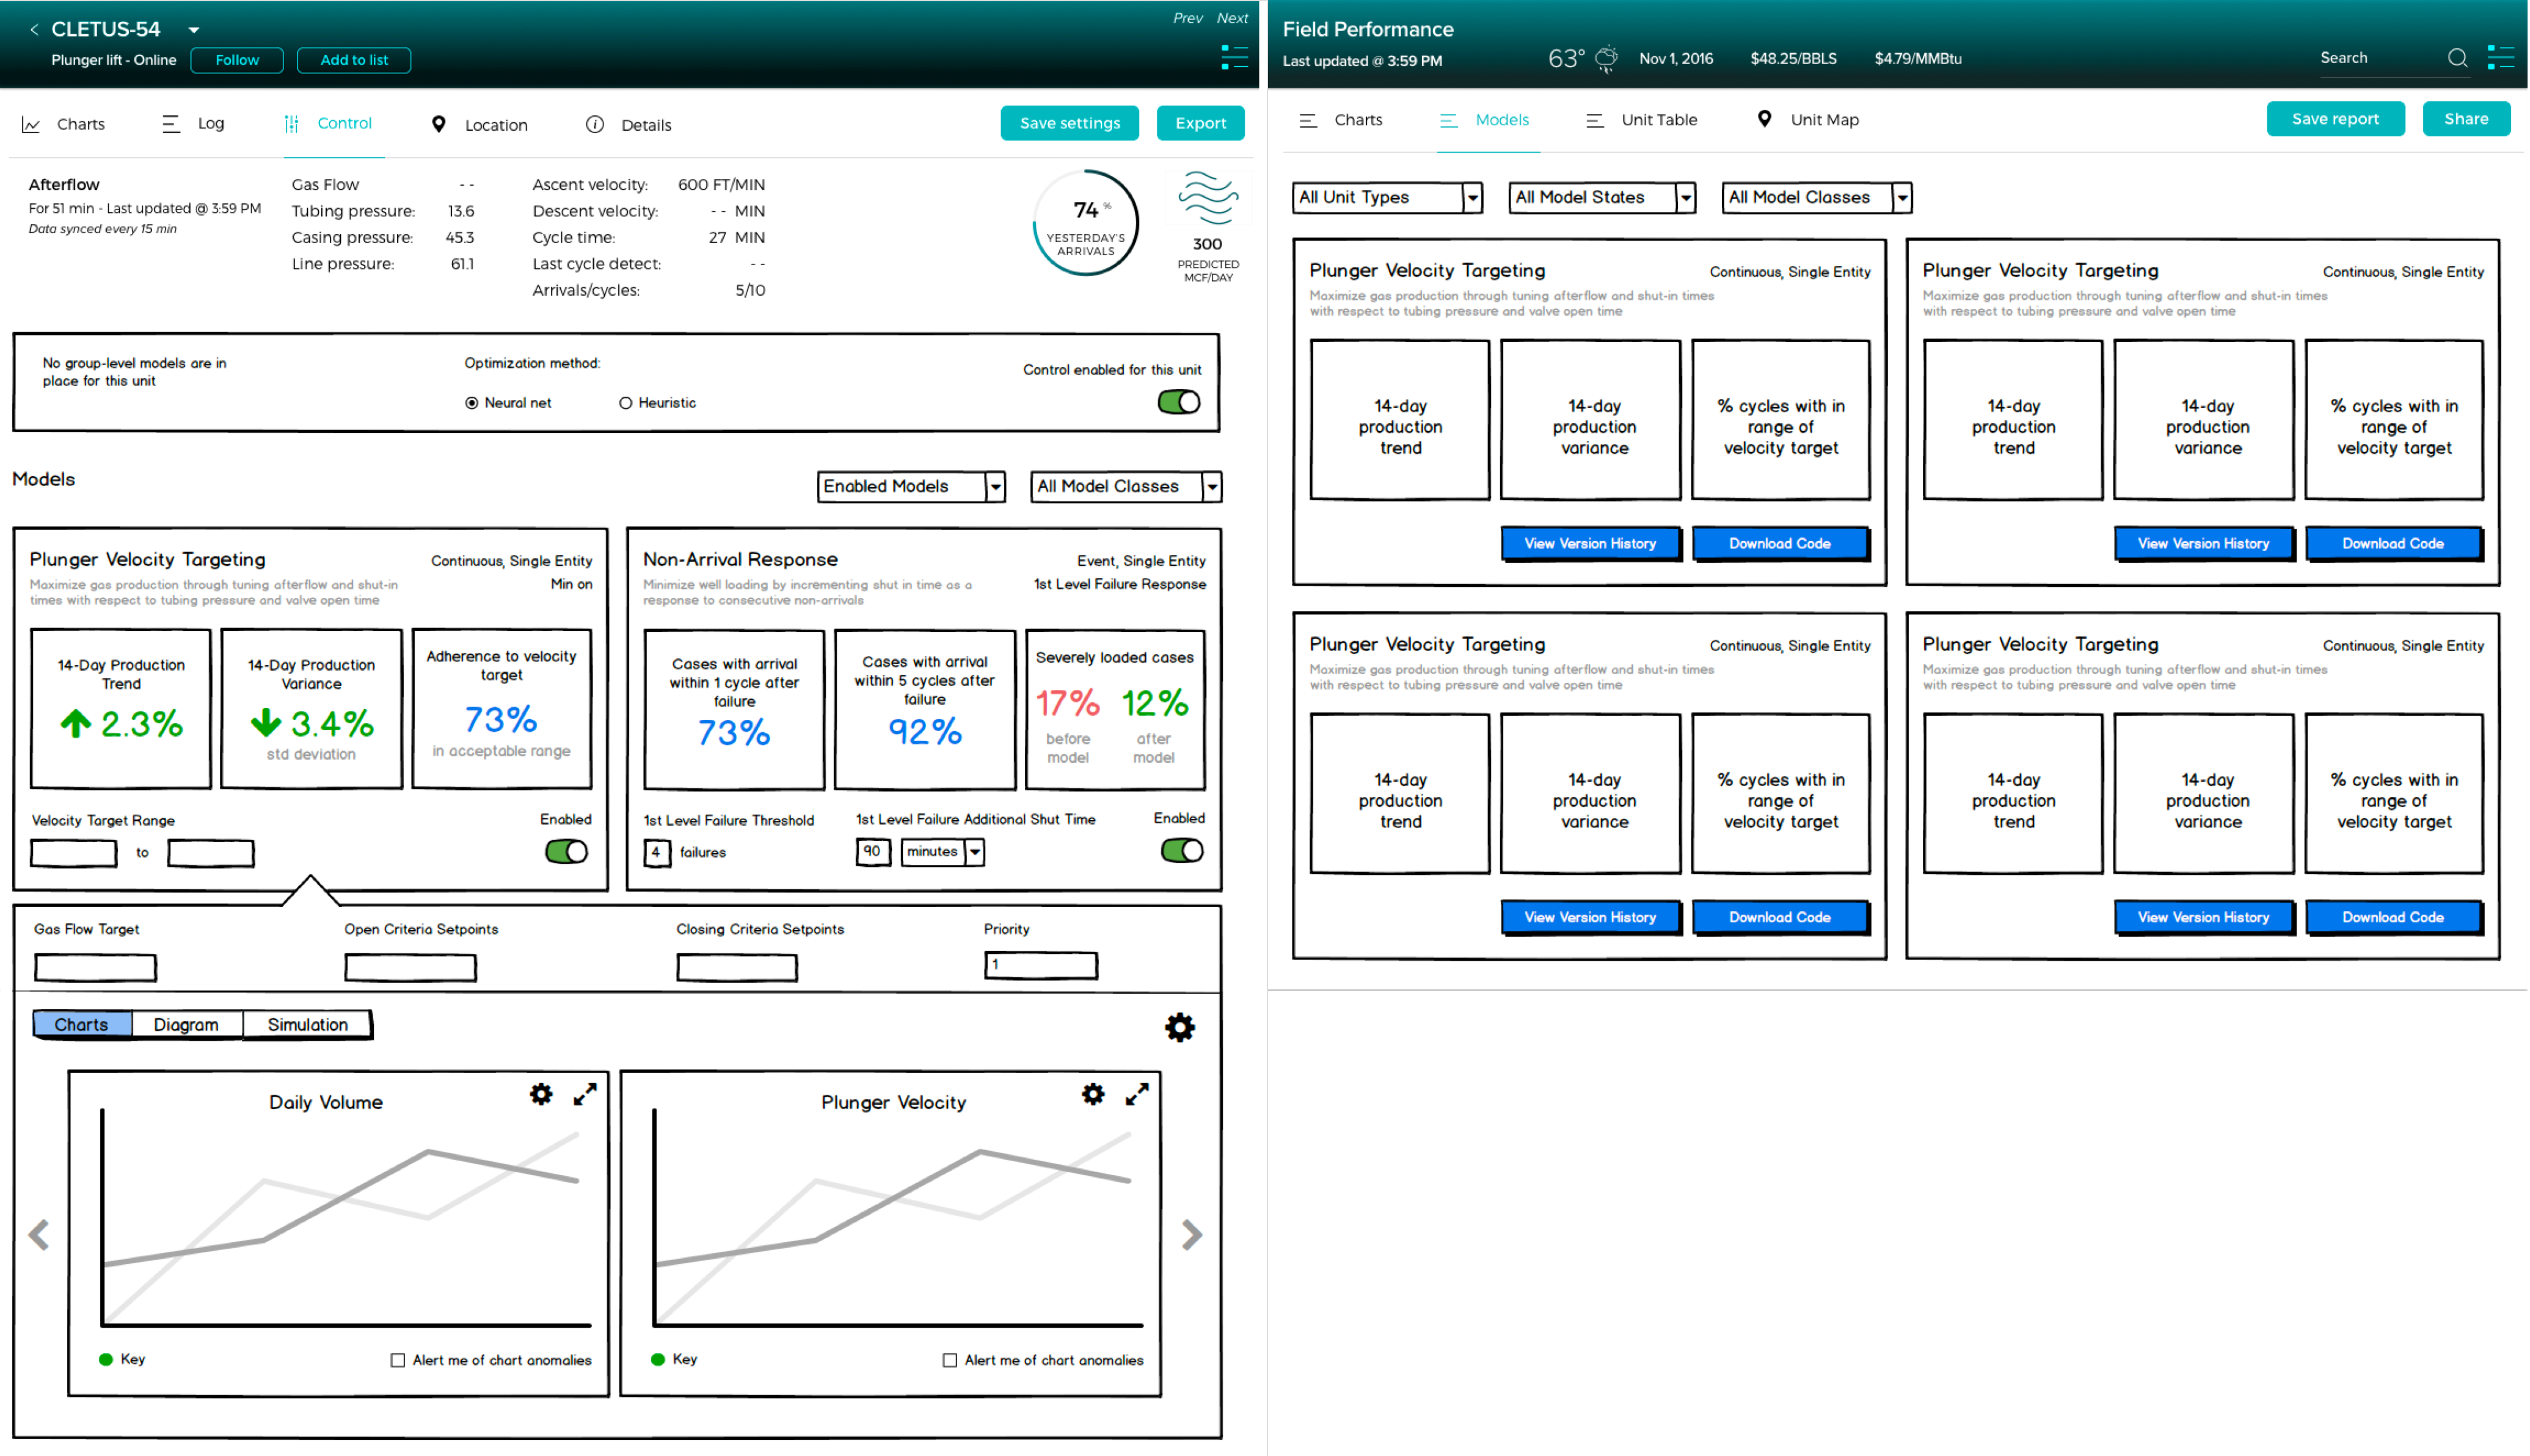 CLETUS-54
Prev Next
Plunger lift - Online Follow Add to list
Charts Log Control Location Details Save settings Export
Afterflow
For 51 min - Last updated @ 3:59 PM
Data synced every 15 min
Gas Flow - -
Tubing pressure: 13.6
Casing pressure: 45.3
Line pressure: 61.1
Ascent velocity: 600 FT/MIN
Descent velocity: - - MIN
Cycle time: 27 MIN
Last cycle detect: - -
Arrivals/cycles: 5/10
74 %
YESTERDAY'S
ARRIVALS
300
PREDICTED
MCF/DAY
No group-level models are in
place for this unit
Optimization method:
Neural net Heuristic
Control enabled for this unit
Models
Enabled Models All Model Classes
Plunger Velocity Targeting
Continuous, Single Entity
Min on
Maximize gas production through tuning afterflow and shut-in
times with respect to tubing pressure and valve open time
14-Day Production
Trend
2.3%
14-Day Production
Variance
3.4%
std deviation
Adherence to velocity
target
73%
in acceptable range
Velocity Target Range
to
Enabled
Non-Arrival Response
Event, Single Entity
1st Level Failure Response
Minimize well loading by incrementing shut in time as a
response to consecutive non-arrivals
Cases with arrival
within 1 cycle after
failure
73%
Cases with arrival
within 5 cycles after
failure
92%
Severely loaded cases
17% 12%
before after
model model
1st Level Failure Threshold
4 failures
1st Level Failure Additional Shut Time
90 minutes
Enabled
Gas Flow Target Open Criteria Setpoints Closing Criteria Setpoints Priority
1
Charts Diagram Simulation
Daily Volume
Key Alert me of chart anomalies
Plunger Velocity
Key Alert me of chart anomalies
Field Performance
Last updated @ 3:59 PM 63° Nov 1, 2016 $48.25/BBLS $4.79/MMBtu Search
Charts Models Unit Table Unit Map Save report Share
All Unit Types All Model States All Model Classes
Plunger Velocity Targeting Continuous, Single Entity
Maximize gas production through tuning afterflow and shut-in times
with respect to tubing pressure and valve open time
14-day
production
trend
14-day
production
variance
% cycles with in
range of
velocity target
View Version History Download Code
Plunger Velocity Targeting Continuous, Single Entity
Maximize gas production through tuning afterflow and shut-in times
with respect to tubing pressure and valve open time
14-day
production
trend
14-day
production
variance
% cycles with in
range of
velocity target
View Version History Download Code
Plunger Velocity Targeting Continuous, Single Entity
Maximize gas production through tuning afterflow and shut-in times
with respect to tubing pressure and valve open time
14-day
production
trend
14-day
production
variance
% cycles with in
range of
velocity target
View Version History Download Code
Plunger Velocity Targeting Continuous, Single Entity
Maximize gas production through tuning afterflow and shut-in times
with respect to tubing pressure and valve open time
14-day
production
trend
14-day
production
variance
% cycles with in
range of
velocity target
View Version History Download Code